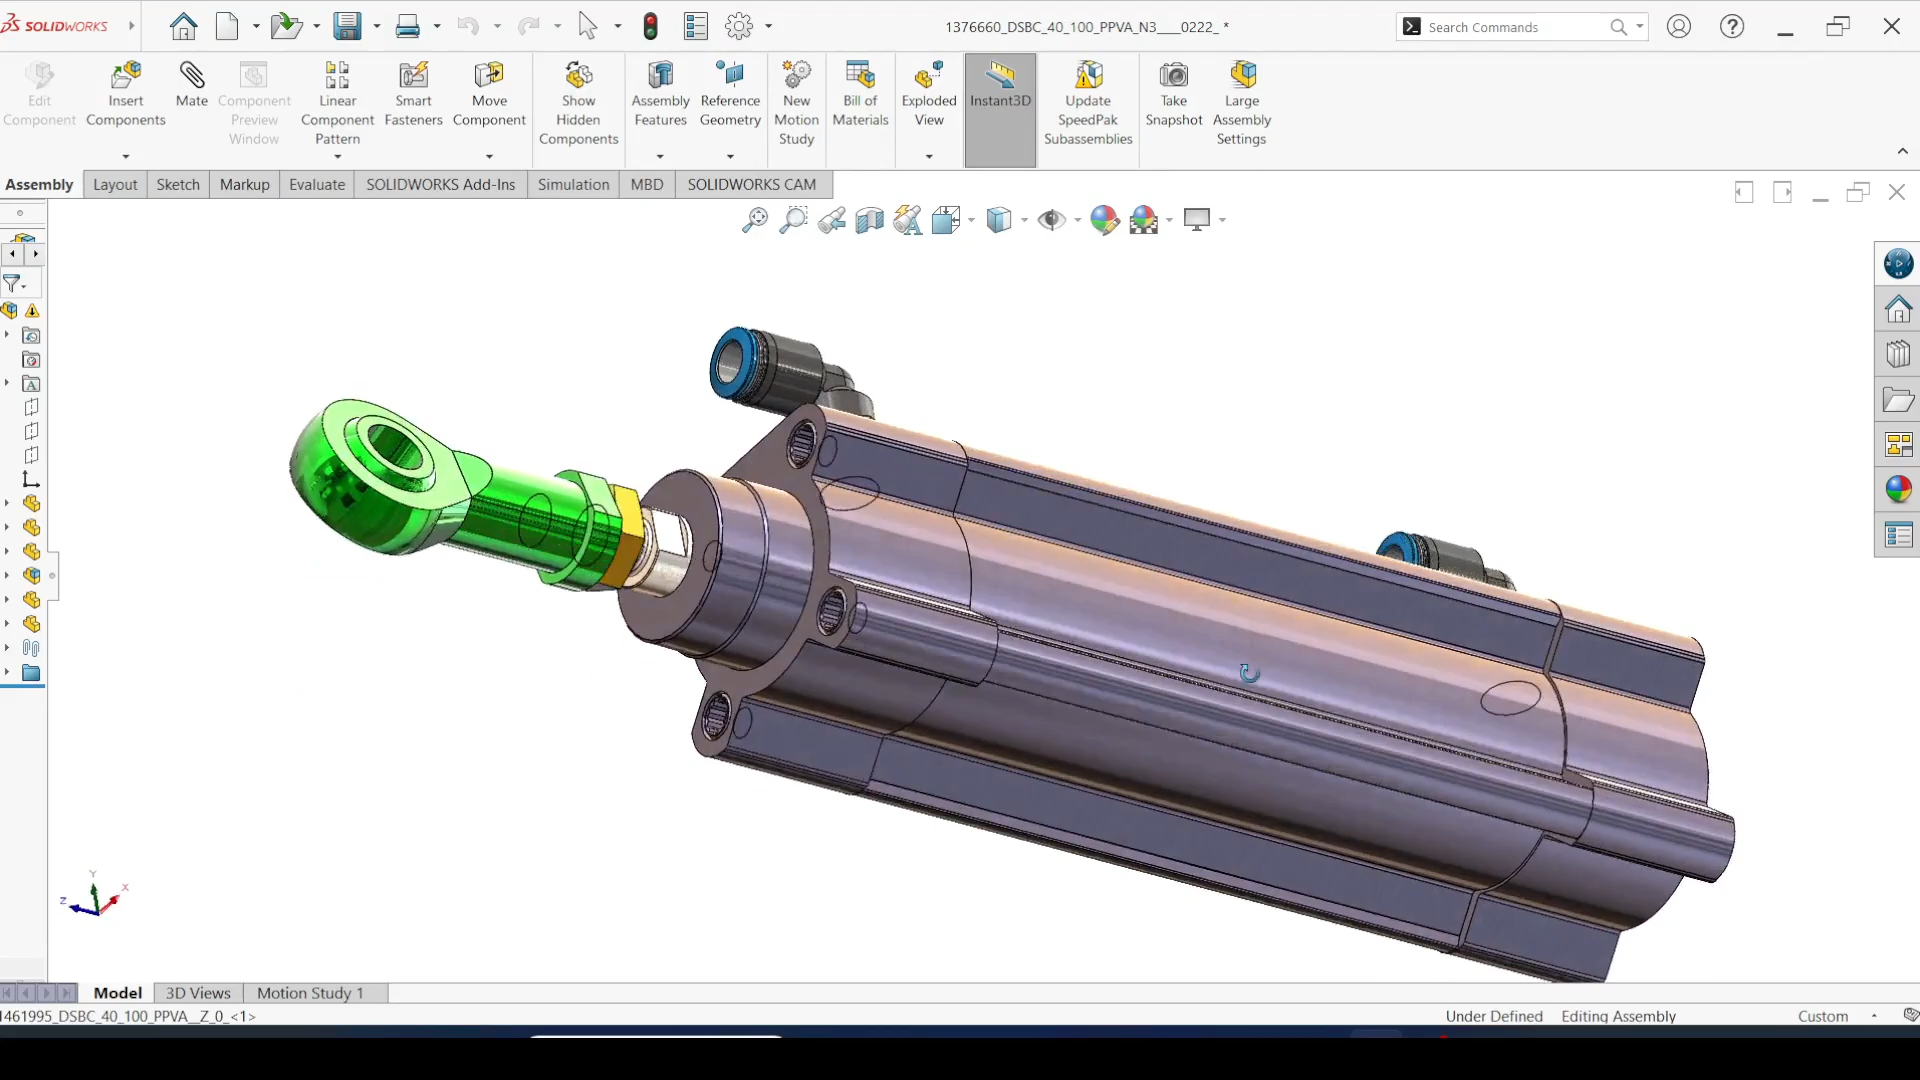 SOLIDWORKS
1376660_DSBC_40_100_PPVA_N3____0222_ *
Search Commands
Edit Component
Insert Components
Mate
Component Preview Window
Linear Component Pattern
Smart Fasteners
Move Component
Show Hidden Components
Assembly Features
Reference Geometry
New Motion Study
Bill of Materials
Exploded View
Instant3D
Update SpeedPak Subassemblies
Take Snapshot
Large Assembly Settings
Assembly
Layout
Sketch
Markup
Evaluate
SOLIDWORKS Add-Ins
Simulation
MBD
SOLIDWORKS CAM
Y
X
Z
Model
3D Views
Motion Study 1
1461995_DSBC_40_100_PPVA__Z_0_<1>
Under Defined
Editing Assembly
Custom